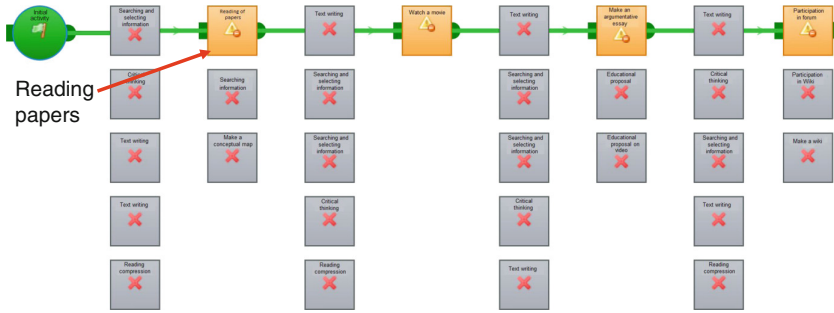 Initial
activity
Searching and
selecting
information
Reading of
papers
Text writing
Watch a movie
Text writing
Make an
argumentative
essay
Text writing
Participation
in forum
Critical
thinking
Searching
information
Searching and
selecting
information
Searching and
selecting
information
Educational
proposal
Critical
thinking
Participation
in Wiki
Reading
papers
Text writing
Make a
conceptual map
Searching and
selecting
information
Searching and
selecting
information
Educational
proposal on
video
Searching and
selecting
information
Make a wiki
Text writing
Critical
thinking
Critical
thinking
Text writing
Reading
compression
Reading
compression
Text writing
Reading
compression